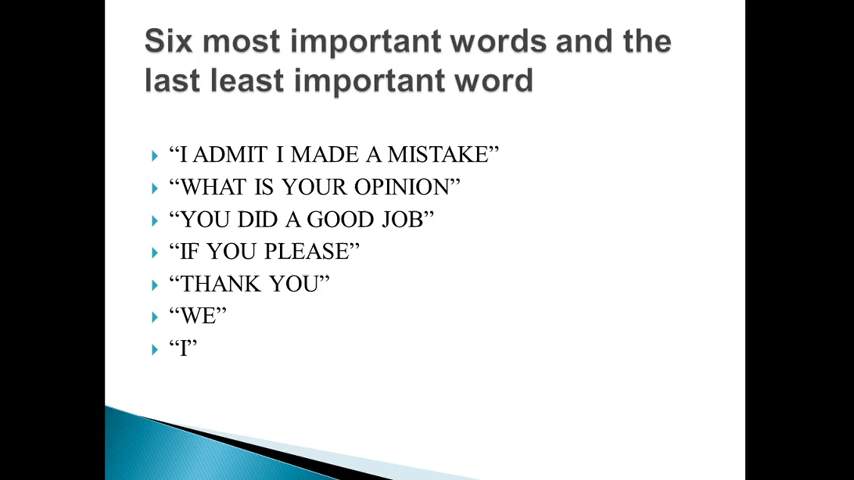 Six most important words and the
last least important word
“I ADMIT I MADE A MISTAKE”
“WHAT IS YOUR OPINION”
“YOU DID A GOOD JOB”
“IF YOU PLEASE”
“THANK YOU”
“WE”
“I”